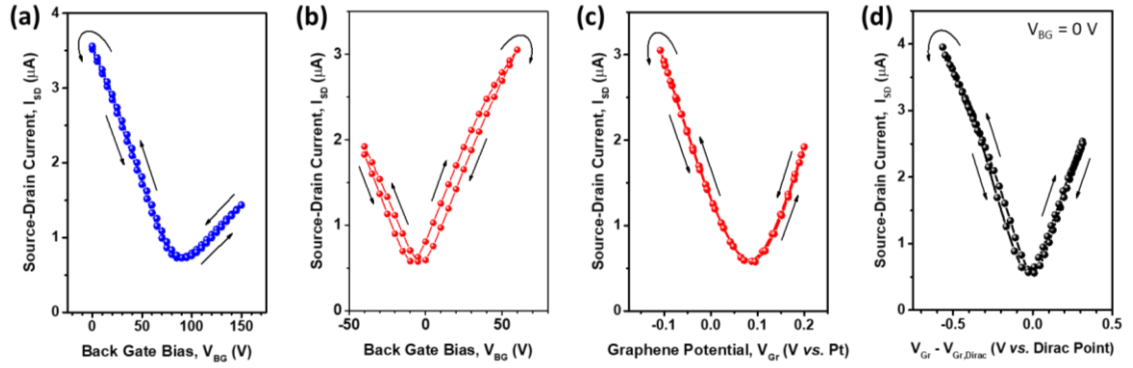 (a)
Source-Drain Current, I_SD (μA)
4
3
2
1
0
0 50 100 150
Back Gate Bias, V_BG (V)
(b)
Source-Drain Current, I_SD (μA)
3
2
1
0
-50 0 50
Back Gate Bias, V_BG (V)
(c)
Source-Drain Current, I_SD (μA)
3
2
1
0
-0.1 0.0 0.1 0.2
Graphene Potential, V_Gr (V vs. Pt)
(d)
V_BG = 0 V
Source-Drain Current, I_SD (μA)
4
3
2
1
0
-0.5 0.0 0.5
V_Gr - V_Gr,Dirac (V vs. Dirac Point)